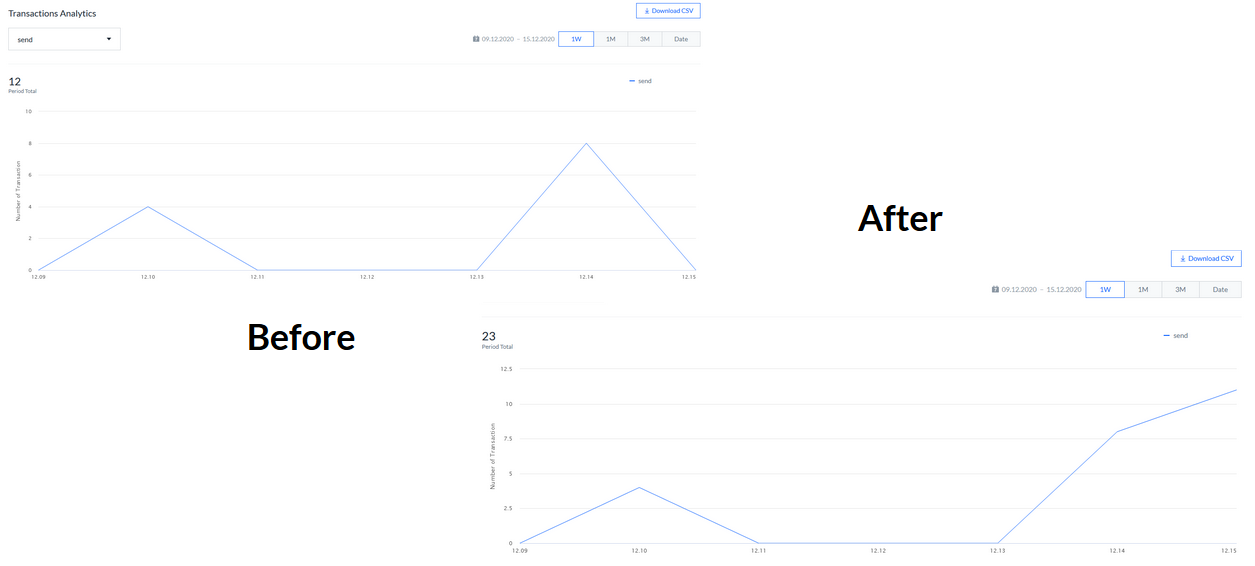 Transactions Analytics
Download CSV
send
09.12.2020 - 15.12.2020 1W 1M 3M Date
12
Period Total
send
10
8
6
4
2
0
Number of Transaction
12.09 12.10 12.11 12.12 12.13 12.14 12.15
Before
After
Download CSV
09.12.2020 - 15.12.2020 1W 1M 3M Date
23
Period Total
send
12.5
10
7.5
5
2.5
0
Number of Transaction
12.09 12.10 12.11 12.12 12.13 12.14 12.15